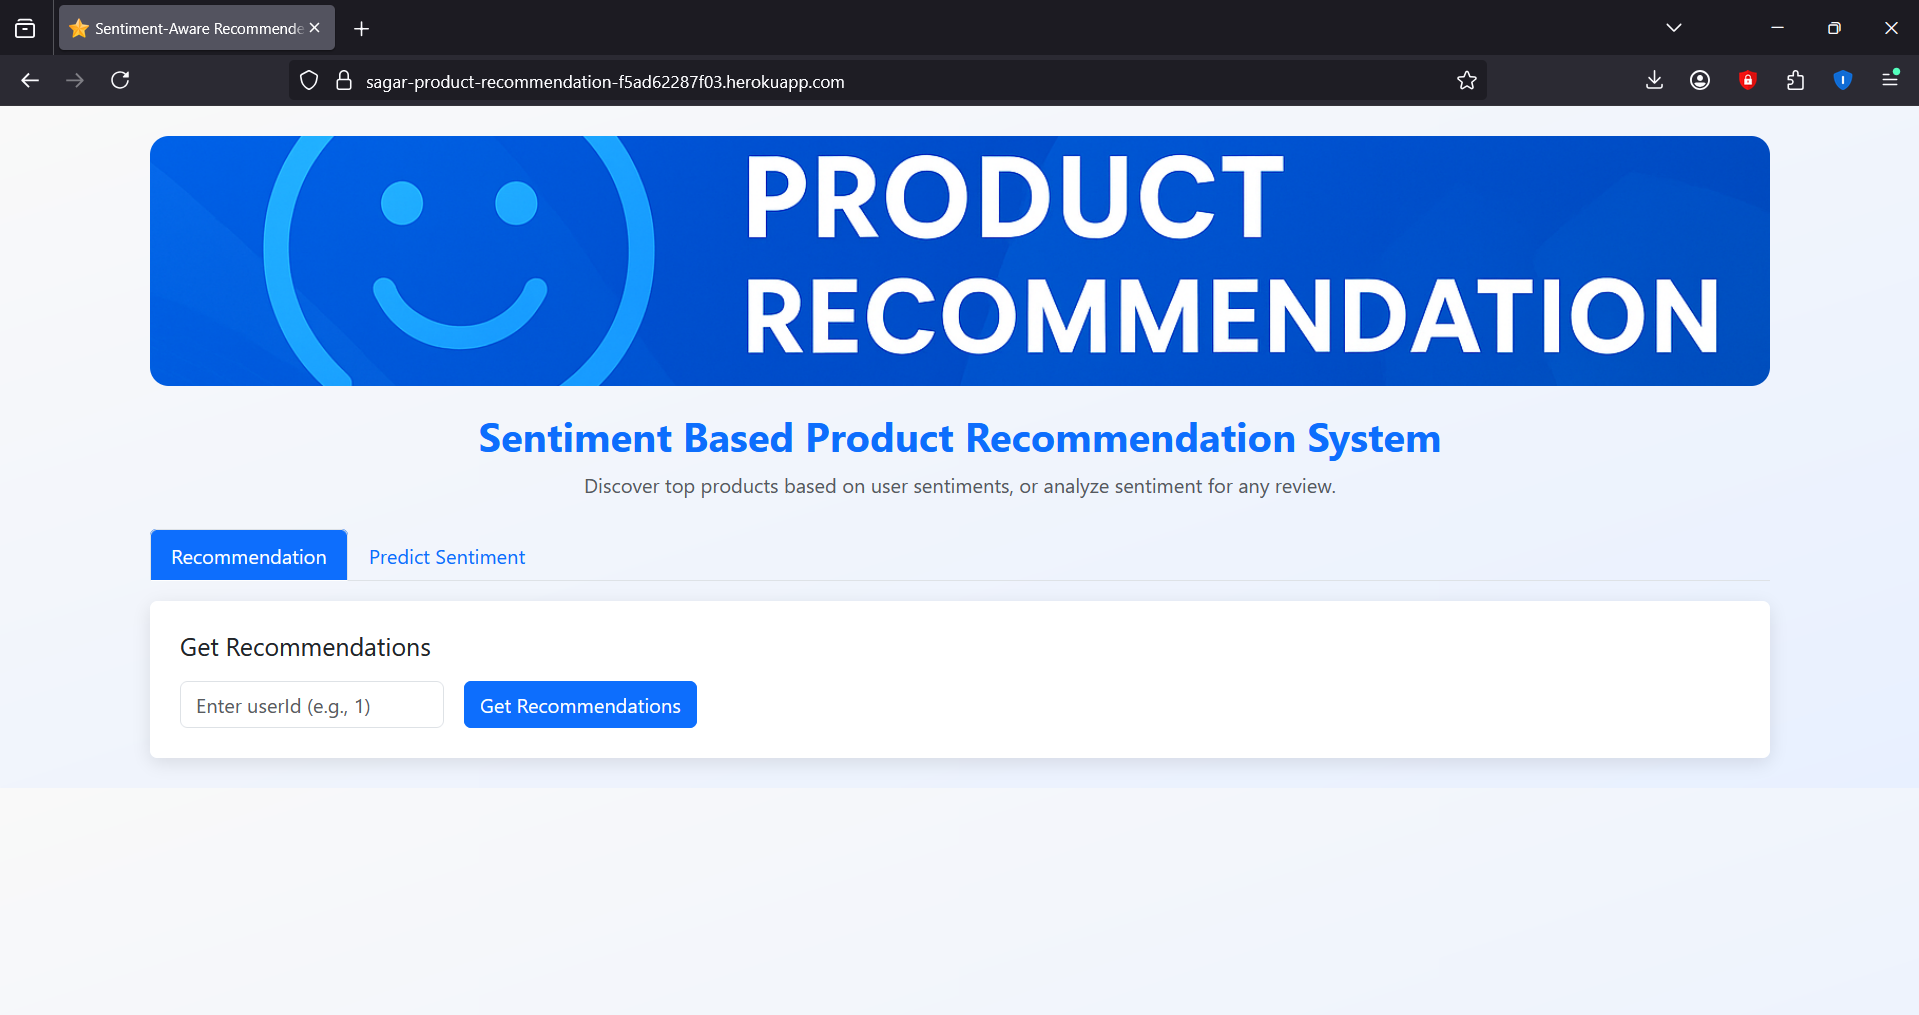 Sentiment-Aware Recommende
sagar-product-recommendation-f5ad62287f03.herokuapp.com
PRODUCT
RECOMMENDATION
Sentiment Based Product Recommendation System
Discover top products based on user sentiments, or analyze sentiment for any review.
Recommendation Predict Sentiment
Get Recommendations
Enter userId (e.g., 1) Get Recommendations